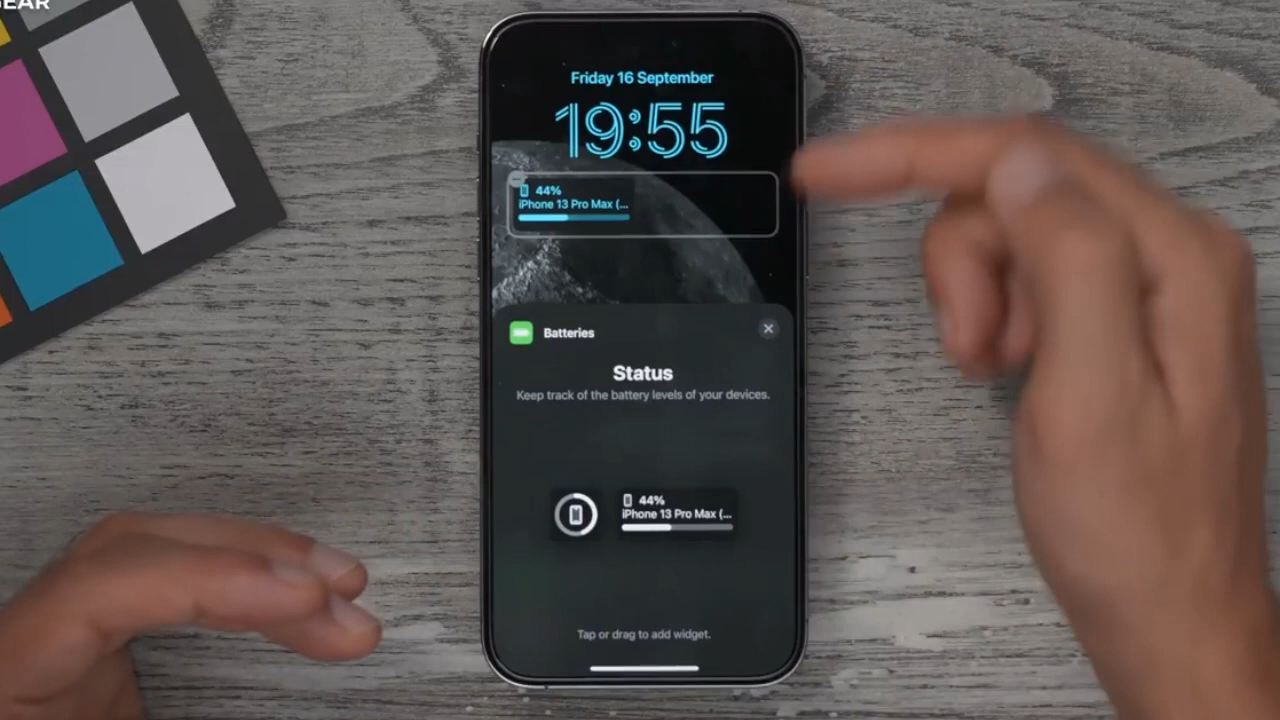 GEAR
Friday 16 September
19:55
44%
iPhone 13 Pro Max (...
Batteries
Status
Keep track of the battery levels of your devices.
44%
iPhone 13 Pro Max (...
Tap or drag to add widget.